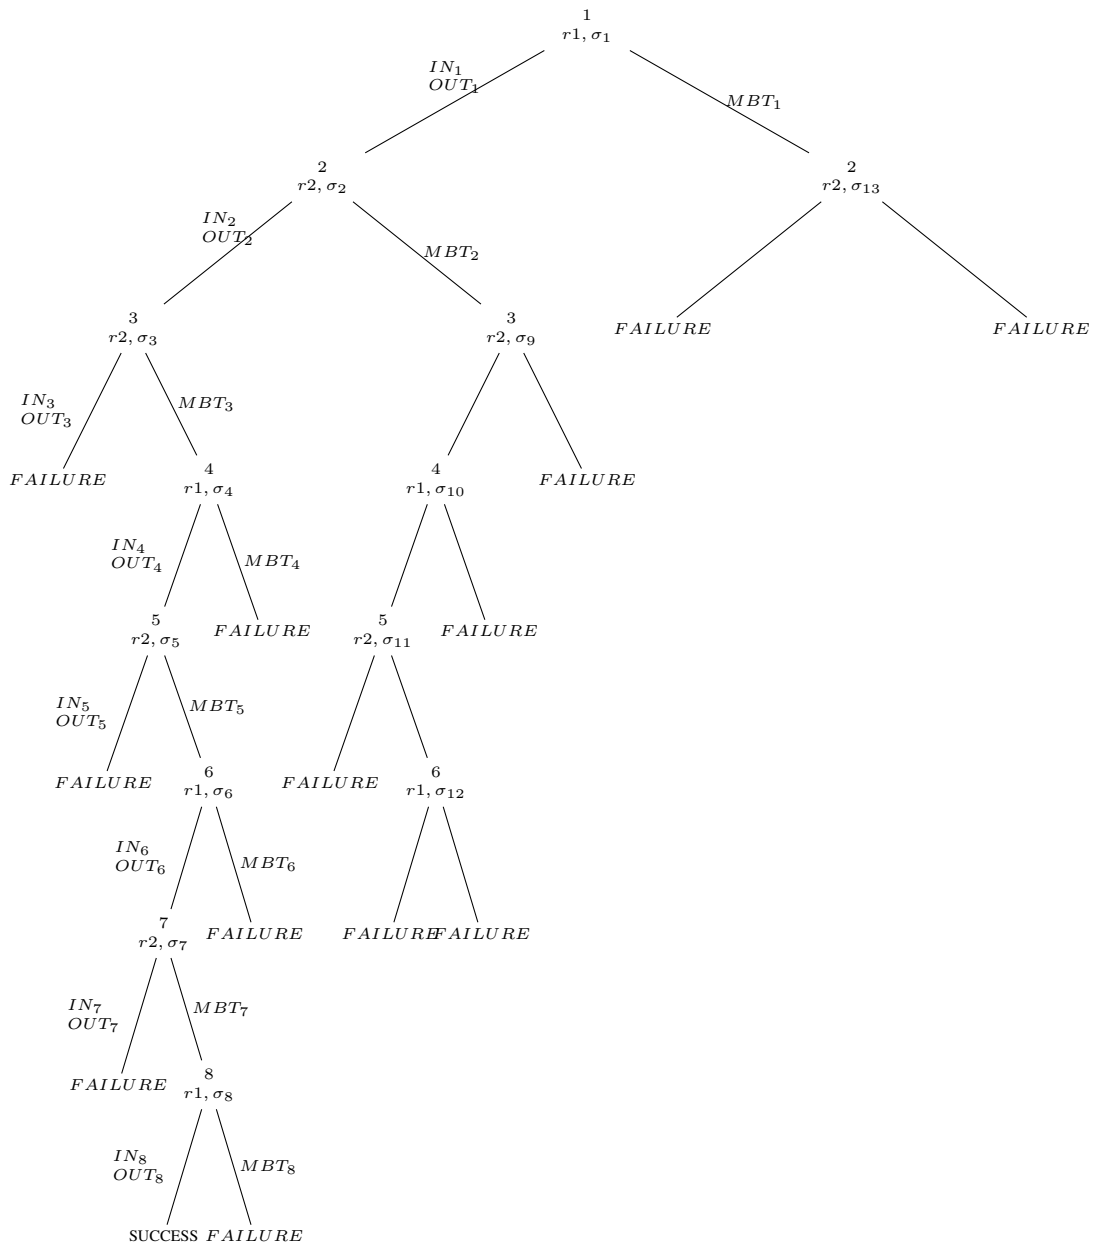 1
r1, σ₁
IN₁
OUT₁
MBT₁
2
r2, σ₂
2
r2, σ₁₃
IN₂
OUT₂
MBT₂
3
r2, σ₃
3
r2, σ₉
FAILURE
FAILURE
IN₃
OUT₃
MBT₃
FAILURE
4
r1, σ₄
4
r1, σ₁₀
FAILURE
IN₄
OUT₄
MBT₄
5
r2, σ₅
FAILURE
5
r2, σ₁₁
FAILURE
IN₅
OUT₅
MBT₅
FAILURE
6
r1, σ₆
FAILURE
6
r1, σ₁₂
IN₆
OUT₆
MBT₆
7
r2, σ₇
FAILURE
FAILURE
FAILURE
IN₇
OUT₇
MBT₇
FAILURE
8
r1, σ₈
IN₈
OUT₈
MBT₈
SUCCESS
FAILURE